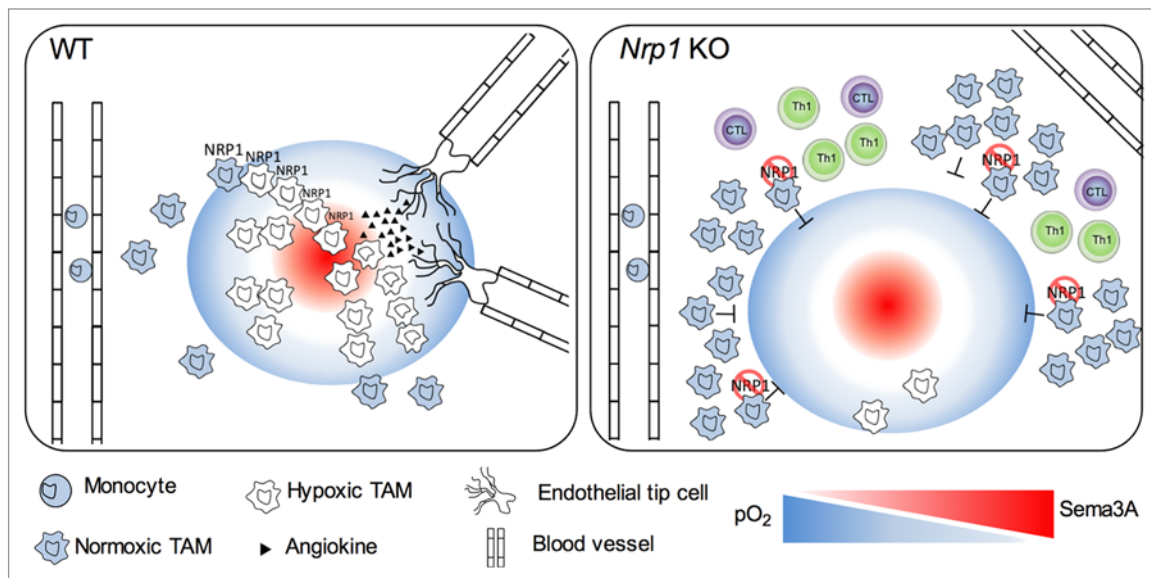 WT
NRP1
NRP1
NRP1
NRP1
NRP1
Nrp1 KO
CTL
Th1
CTL
Th1
Th1
NRP1
NRP1
CTL
Th1
Th1
NRP1
NRP1
Monocyte
Hypoxic TAM
Endothelial tip cell
Normoxic TAM
Angiokine
Blood vessel
pO₂
Sema3A